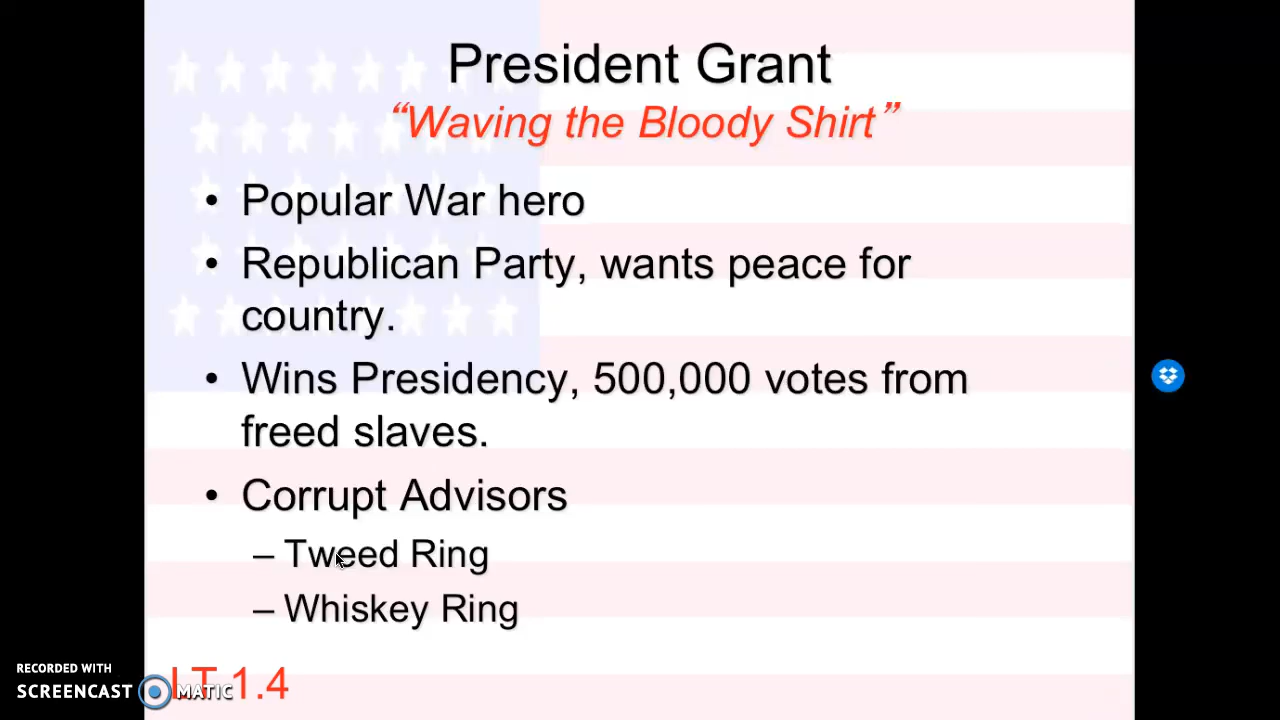 President Grant
“Waving the Bloody Shirt”
• Popular War hero
• Republican Party, wants peace for
country.
• Wins Presidency, 500,000 votes from
freed slaves.
• Corrupt Advisors
– Tweed Ring
– Whiskey Ring
LT 1.4
RECORDED WITH
SCREENCAST MATIC